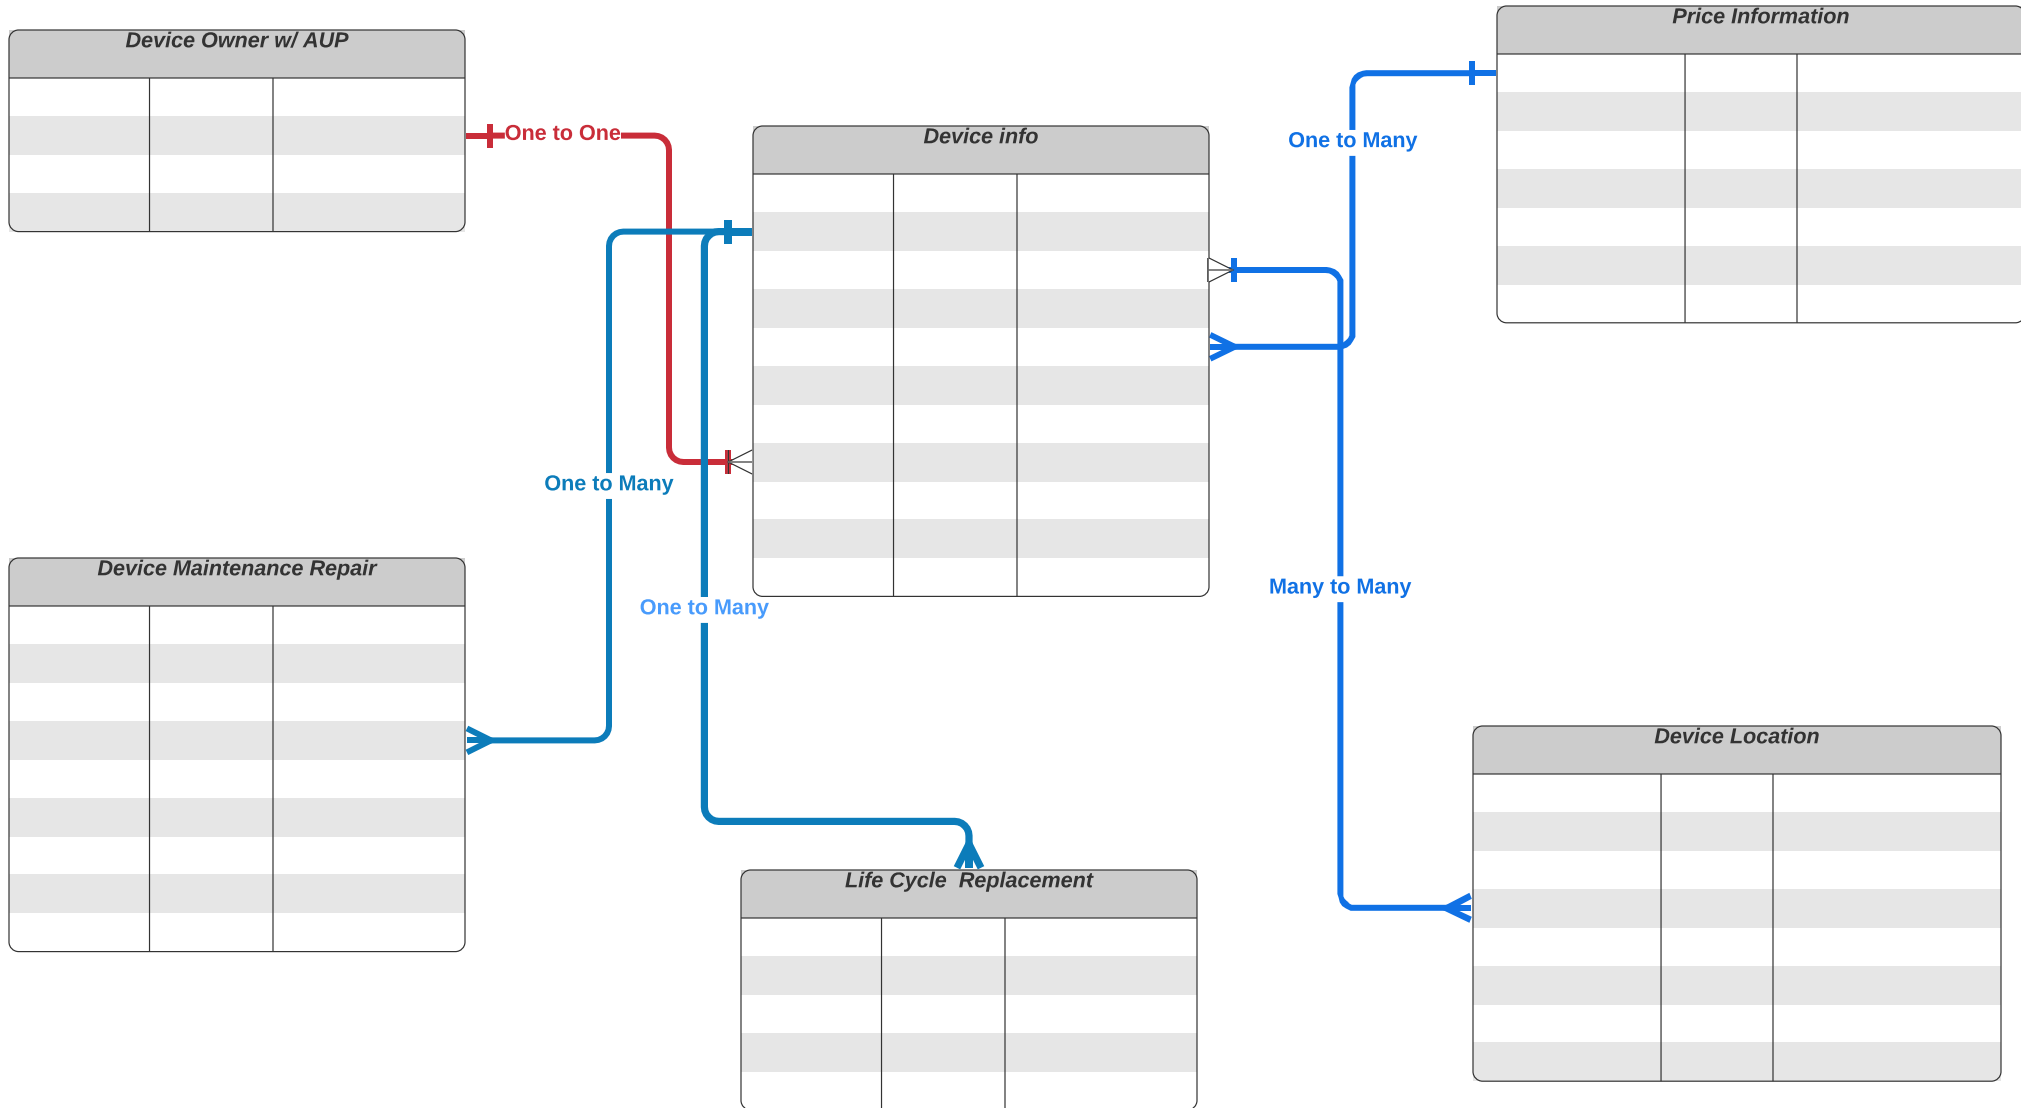 Device Owner w/ AUP
Price Information
One to One
Device info
One to Many
One to Many
Device Maintenance Repair
One to Many
Many to Many
Device Location
Life Cycle  Replacement